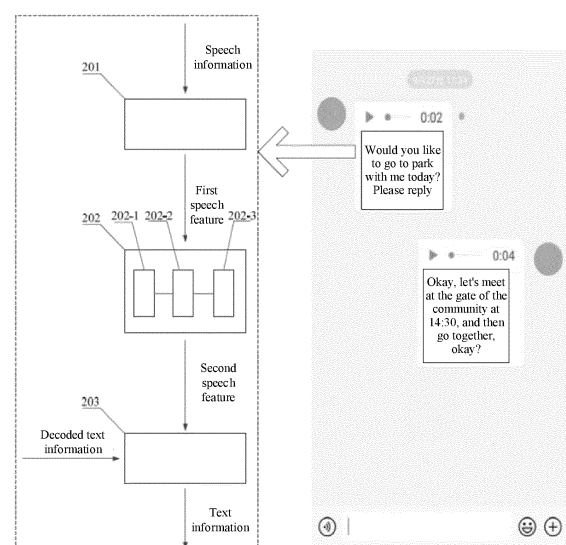 Speech
information
201
First
speech
feature
202
202-1
202-2
202-3
Second
speech
feature
203
Decoded text
information
Text
information
0:02
Would you like
to go to park
with me today?
Please reply
0:04
Okay, let's meet
at the gate of the
community at
14:30, and then
go together,
okay?